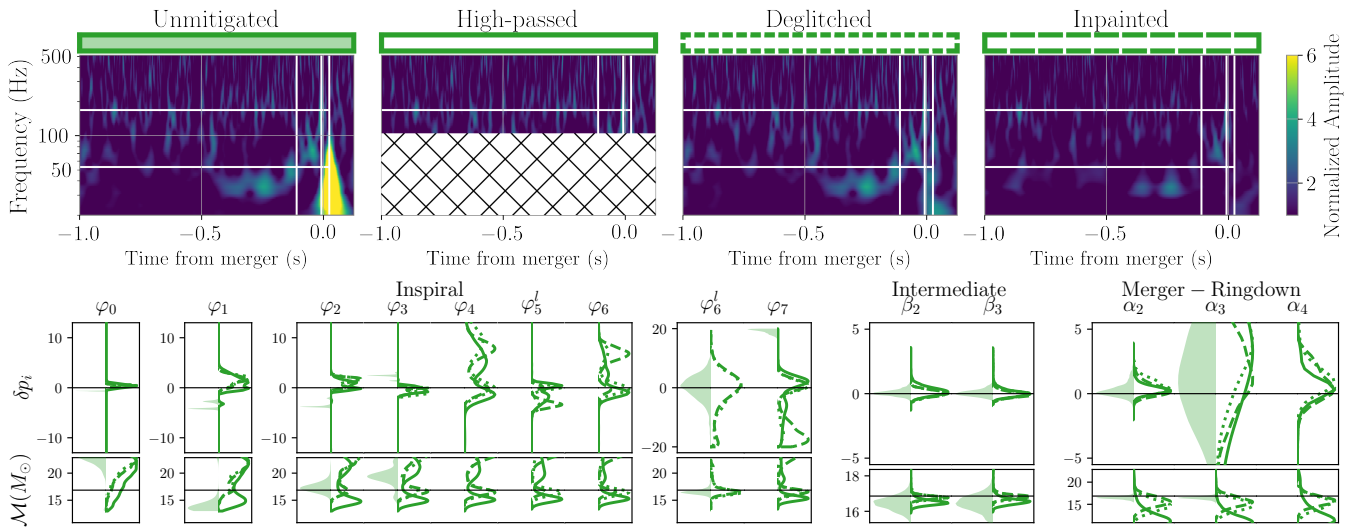 Unmitigated High-passed Deglitched Inpainted
Frequency (Hz)
500
100
50
Normalized Amplitude
6
4
2
−1.0 −0.5 0.0 −1.0 −0.5 0.0 −1.0 −0.5 0.0 −1.0 −0.5 0.0
Time from merger (s) Time from merger (s) Time from merger (s) Time from merger (s)
Inspiral Intermediate Merger − Ringdown
φ₀ φ₁ φ₂ φ₃ φ₄ φ₅ˡ φ₆ φ₆ˡ φ₇ β₂ β₃ α₂ α₃ α₄
δpᵢ
10 10 10 20 5 5
0 0 0 0 0 0
−10 −10 −10 −20 −5 −5
ℳ(M⊙)
20 20 20 20 18 20
15 15 15 15 16 15